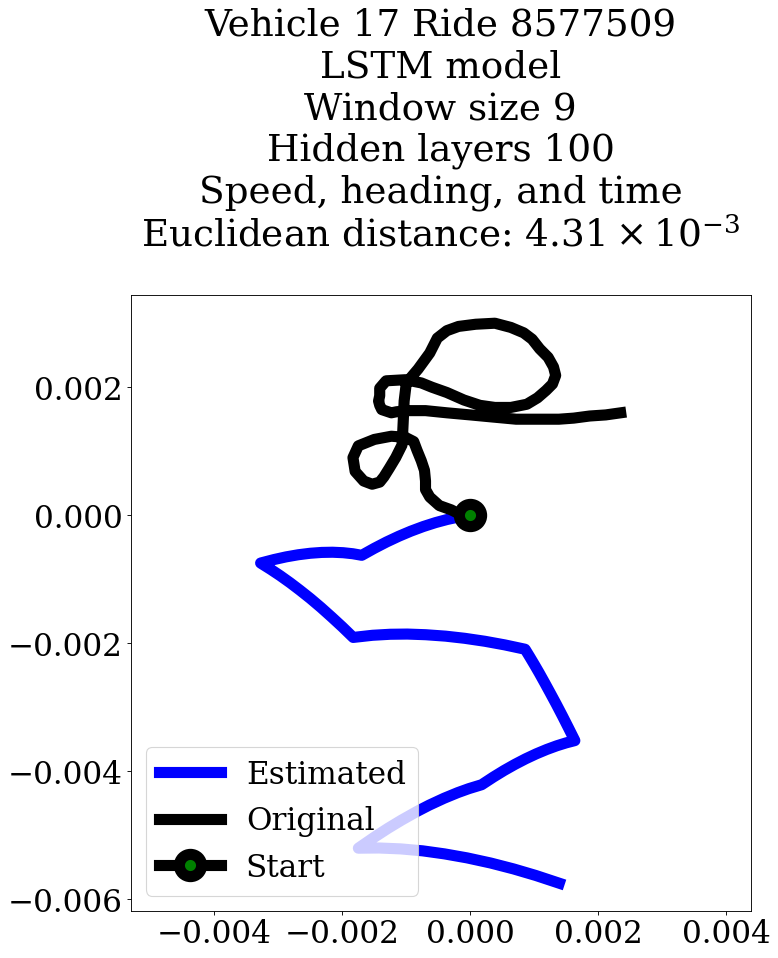 Vehicle 17 Ride 8577509
LSTM model
Window size 9
Hidden layers 100
Speed, heading, and time
Euclidean distance: 4.31 × 10⁻³
0.002
0.000
−0.002
−0.004
−0.006
Estimated
Original
Start
−0.004 −0.002 0.000 0.002 0.004